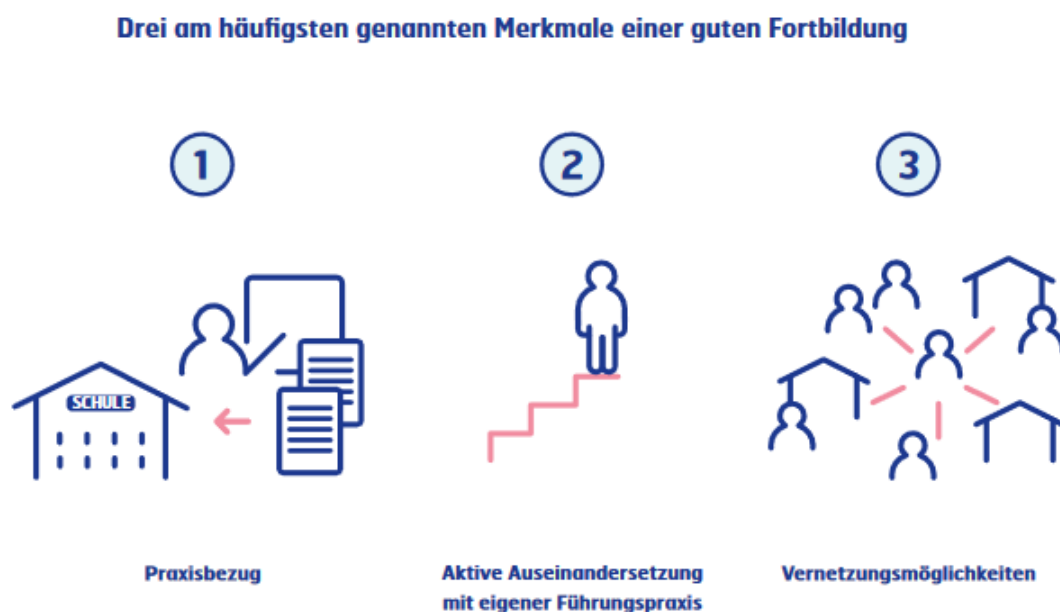 Drei am häufigsten genannten Merkmale einer guten Fortbildung
1
2
3
SCHULE
Praxisbezug
Aktive Auseinandersetzung
mit eigener Führungspraxis
Vernetzungsmöglichkeiten